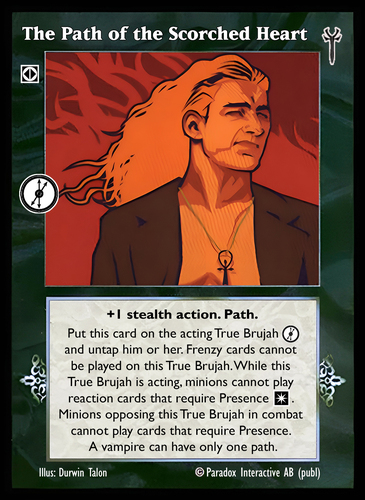 The Path of the Scorched Heart
+1 stealth action. Path.
Put this card on the acting True Brujah
and untap him or her. Frenzy cards cannot
be played on this True Brujah. While this
True Brujah is acting, minions cannot play
reaction cards that require Presence .
Minions opposing this True Brujah in combat
cannot play cards that require Presence.
A vampire can have only one path.
Illus: Durwin Talon © Paradox Interactive AB (publ)